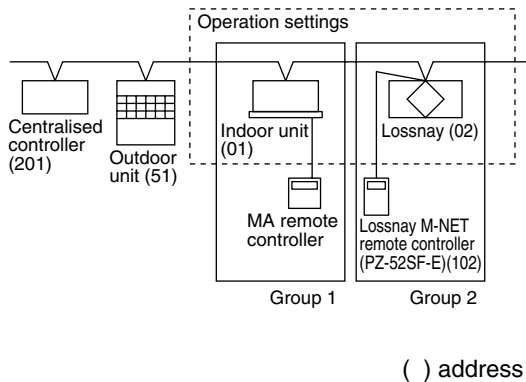 Operation settings
Centralised
controller
(201)
Outdoor
unit (51)
Indoor unit
(01)
Lossnay (02)
MA remote
controller
Lossnay M-NET
remote controller
(PZ-52SF-E)(102)
Group 1
Group 2
( ) address